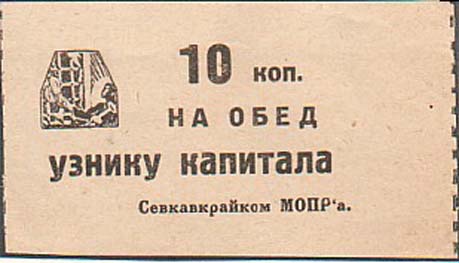 10 коп.
НА ОБЕД
узнику капитала
Севкавкрайком МОПР'а.